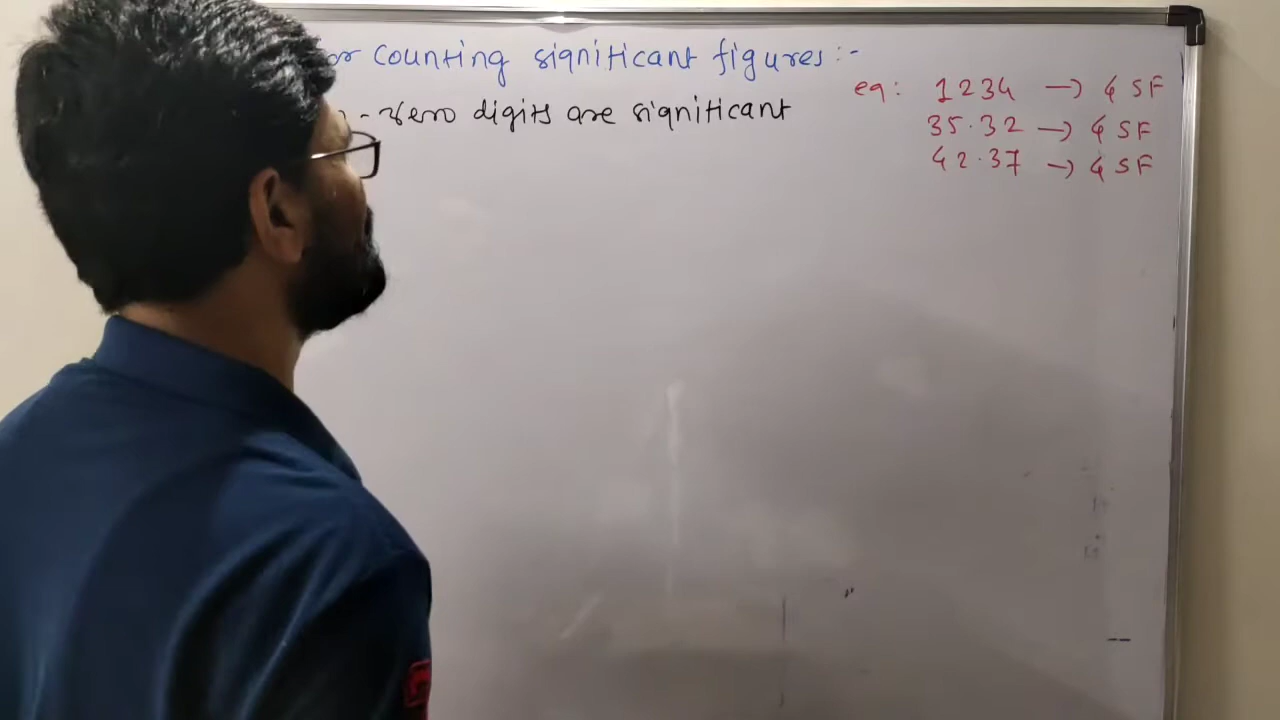 or counting significant figures :-
- zero digits are significant
eg: 1234 → 4 SF
35.32 → 4 SF
42.37 → 4 SF